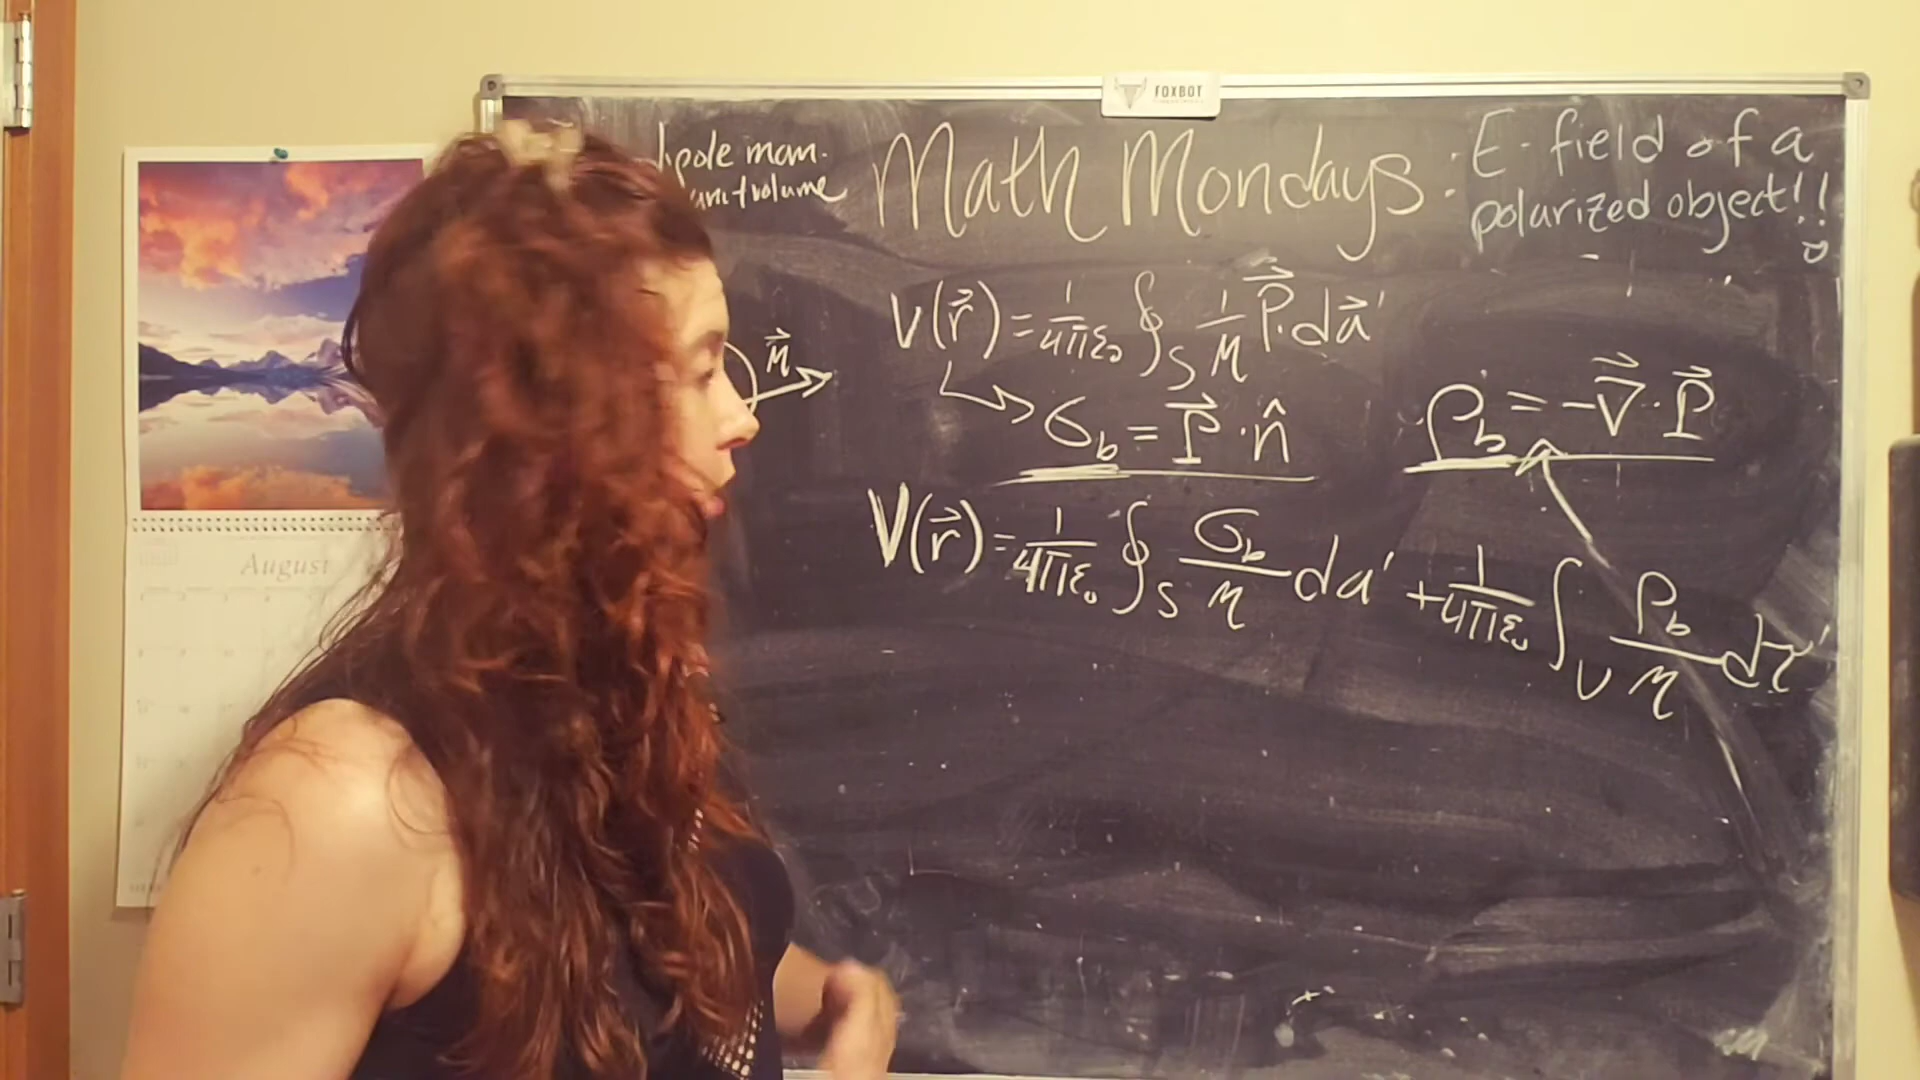 FOXBOT
dipole mom.
unit volume
Math Mondays :
E-field of a
polarized object!!
V(r⃗) = 1/4πε₀ ∮_S 1/𝓇 P⃗·da⃗'
𝓇⃗
↳ σ_b = P⃗·n̂
ρ_b = -∇⃗·P⃗
V(r⃗) = 1/4πε₀ ∮_S σ_b/𝓇 da' + 1/4πε₀ ∫_V ρ_b/𝓇 dτ'
August